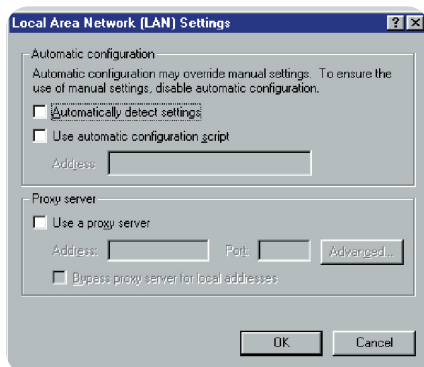 Local Area Network (LAN) Settings
Automatic configuration
Automatic configuration may override manual settings. To ensure the
use of manual settings, disable automatic configuration.
Automatically detect settings
Use automatic configuration script
Address
Proxy server
Use a proxy server
Address: Port: Advanced...
Bypass proxy server for local addresses
OK Cancel